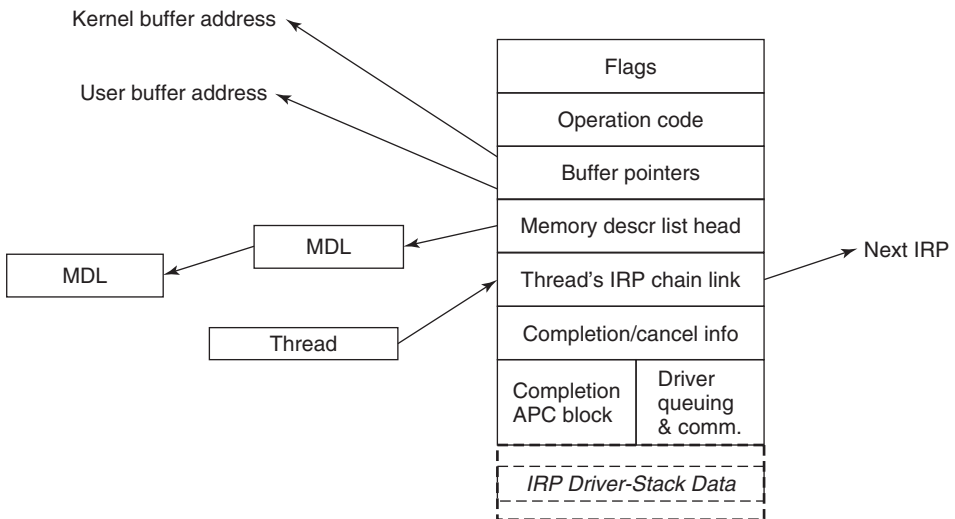 Kernel buffer address
User buffer address
Flags
Operation code
Buffer pointers
Memory descr list head
MDL
MDL
Thread's IRP chain link
Next IRP
Thread
Completion/cancel info
Completion
APC block
Driver
queuing
& comm.
IRP Driver-Stack Data